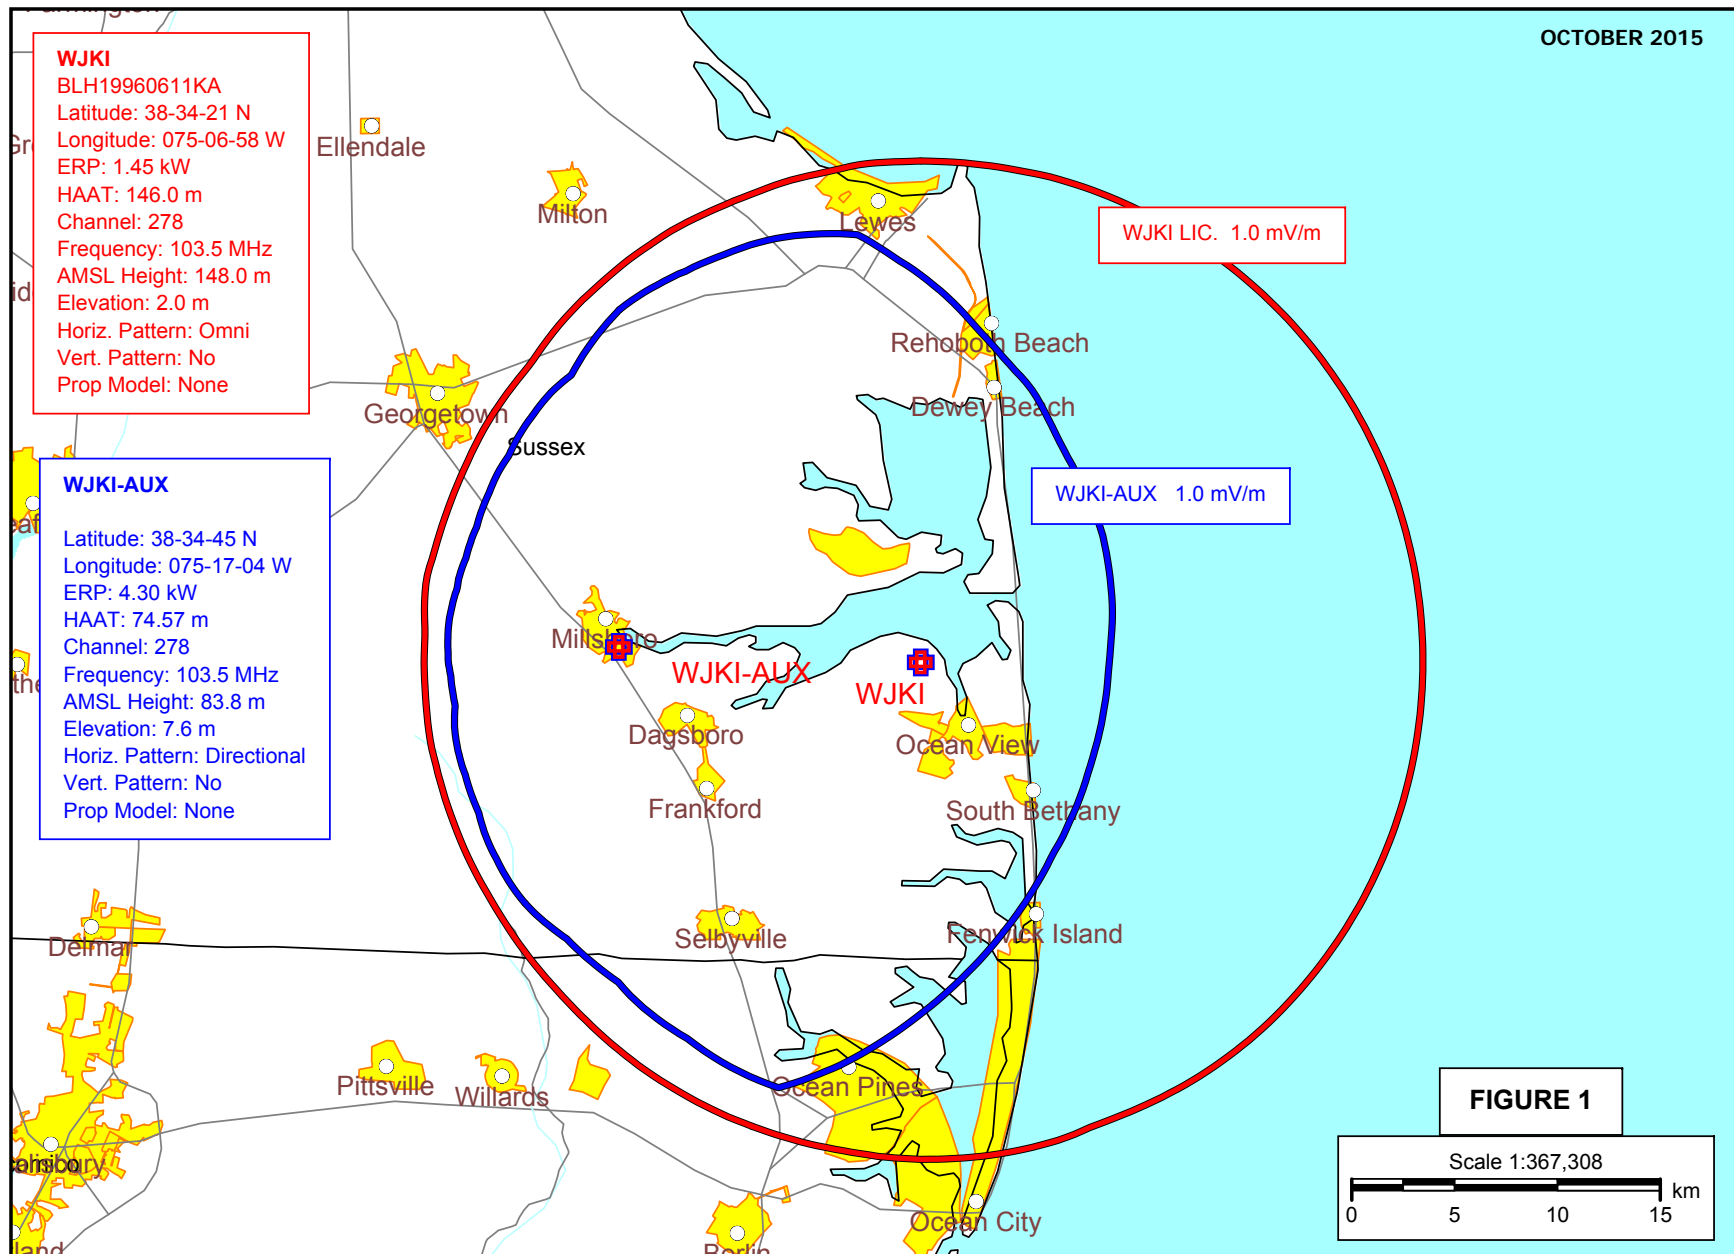 OCTOBER 2015
WJKI
BLH19960611KA
Latitude: 38-34-21 N
Longitude: 075-06-58 W
ERP: 1.45 kW
HAAT: 146.0 m
Channel: 278
Frequency: 103.5 MHz
AMSL Height: 148.0 m
Elevation: 2.0 m
Horiz. Pattern: Omni
Vert. Pattern: No
Prop Model: None
WJKI-AUX
Latitude: 38-34-45 N
Longitude: 075-17-04 W
ERP: 4.30 kW
HAAT: 74.57 m
Channel: 278
Frequency: 103.5 MHz
AMSL Height: 83.8 m
Elevation: 7.6 m
Horiz. Pattern: Directional
Vert. Pattern: No
Prop Model: None
Ellendale
Milton
Lewes
WJKI LIC. 1.0 mV/m
Rehoboth Beach
Georgetown
Dewey Beach
Sussex
WJKI-AUX 1.0 mV/m
Millsboro
WJKI-AUX
WJKI
Dagsboro
Ocean View
Frankford
South Bethany
Selbyville
Fenwick Island
Delmar
Pittsville
Willards
Ocean Pines
Ocean City
Berlin
FIGURE 1
Scale 1:367,308
km
0 5 10 15